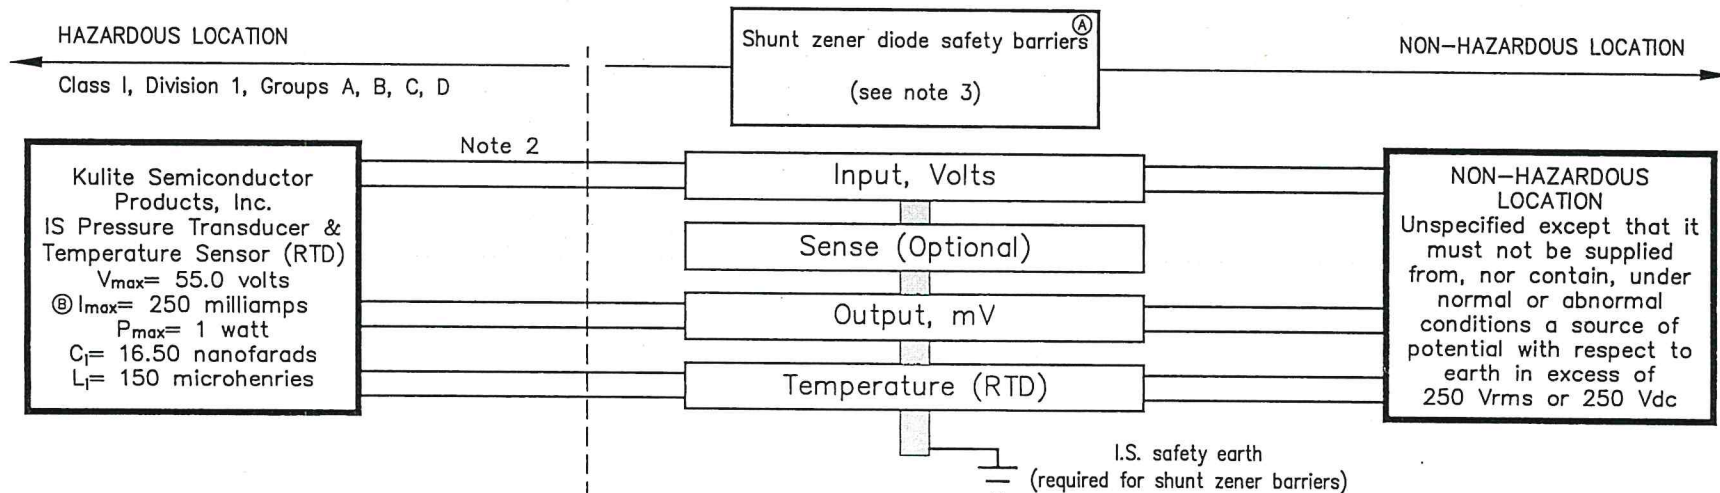 HAZARDOUS LOCATION
Class I, Division 1, Groups A, B, C, D
Shunt zener diode safety barriers Ⓐ
(see note 3)
NON-HAZARDOUS LOCATION
Note 2
Kulite Semiconductor
Products, Inc.
IS Pressure Transducer &
Temperature Sensor (RTD)
Vmax= 55.0 volts
Ⓑ Imax= 250 milliamps
Pmax= 1 watt
CI= 16.50 nanofarads
LI= 150 microhenries
Input, Volts
Sense (Optional)
Output, mV
Temperature (RTD)
NON-HAZARDOUS
LOCATION
Unspecified except that it
must not be supplied
from, nor contain, under
normal or abnormal
conditions a source of
potential with respect to
earth in excess of
250 Vrms or 250 Vdc
I.S. safety earth
(required for shunt zener barriers)